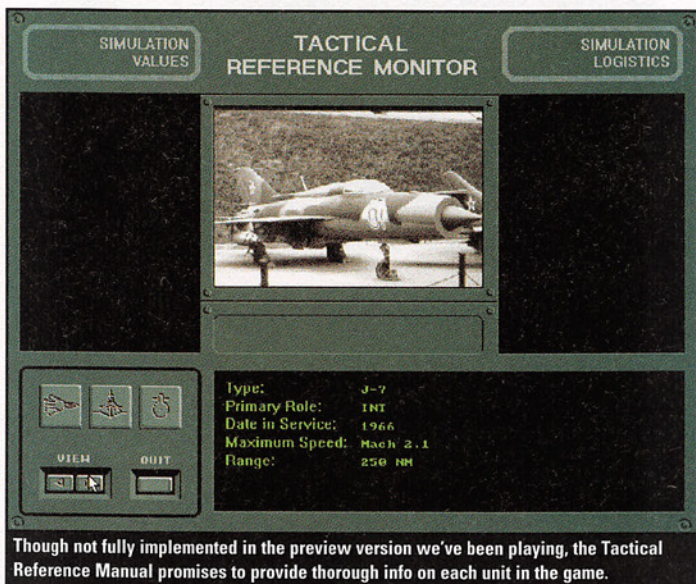 SIMULATION
VALUES
TACTICAL
REFERENCE MONITOR
SIMULATION
LOGISTICS
Type: J-7
Primary Role: INT
Date in Service: 1966
Maximum Speed: Mach 2.1
Range: 250 NM
VIEW QUIT
Though not fully implemented in the preview version we've been playing, the Tactical
Reference Manual promises to provide thorough info on each unit in the game.